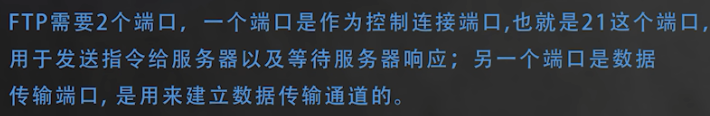 FTP需要2个端口，一个端口是作为控制连接端口,也就是21这个端口,
用于发送指令给服务器以及等待服务器响应；另一个端口是数据
传输端口, 是用来建立数据传输通道的。